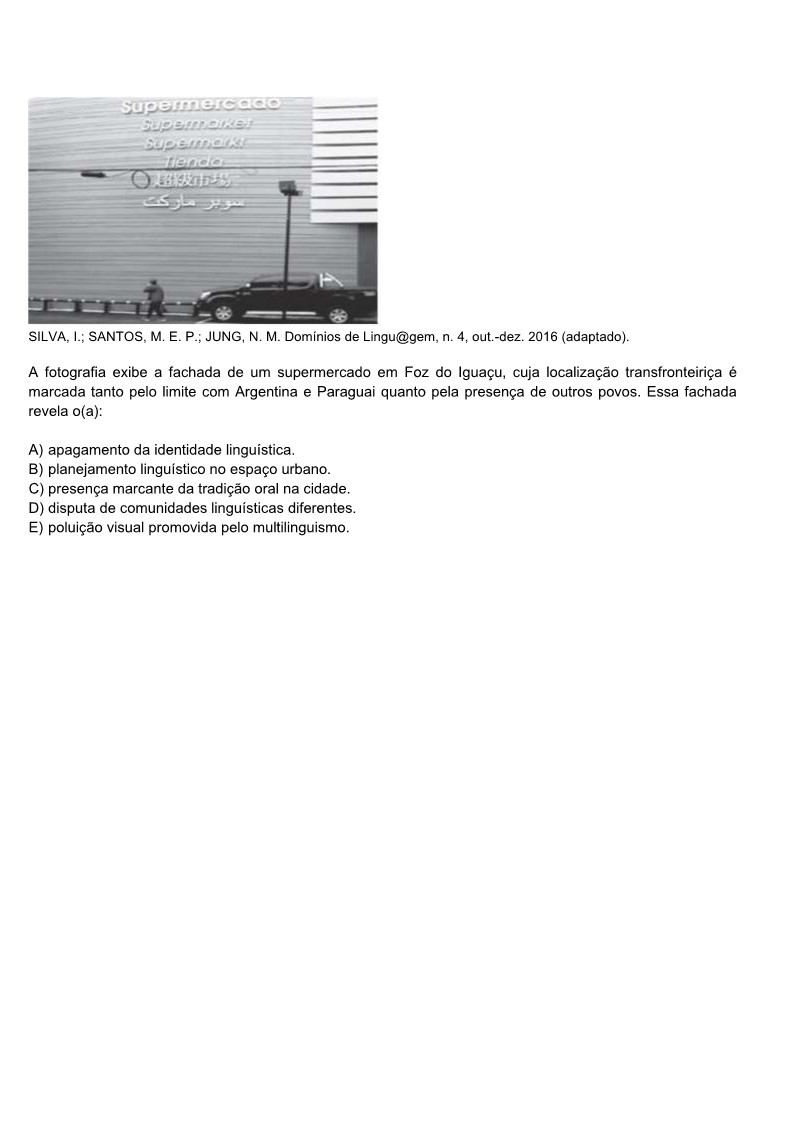 Supermercado
Supermarket
Supermarkt
Tienda
超级市场
سوبر ماركت
SILVA, I.; SANTOS, M. E. P.; JUNG, N. M. Domínios de Lingu@gem, n. 4, out.-dez. 2016 (adaptado).
A fotografia exibe a fachada de um supermercado em Foz do Iguaçu, cuja localização transfronteiriça é
marcada tanto pelo limite com Argentina e Paraguai quanto pela presença de outros povos. Essa fachada
revela o(a):
A) apagamento da identidade linguística.
B) planejamento linguístico no espaço urbano.
C) presença marcante da tradição oral na cidade.
D) disputa de comunidades linguísticas diferentes.
E) poluição visual promovida pelo multilinguismo.